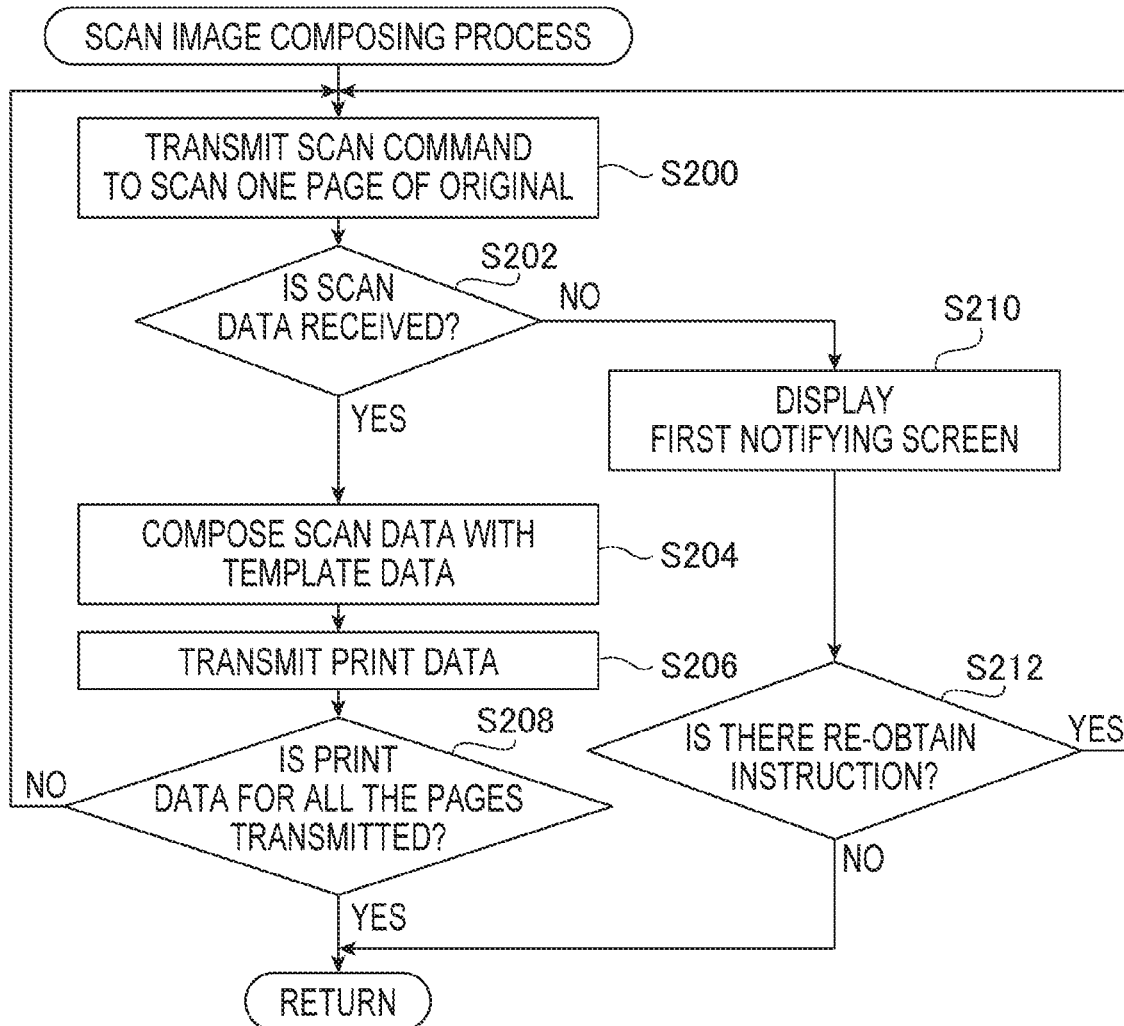 SCAN IMAGE COMPOSING PROCESS
TRANSMIT SCAN COMMAND
TO SCAN ONE PAGE OF ORIGINAL
S200
S202
IS SCAN
DATA RECEIVED?
NO
YES
S210
DISPLAY
FIRST NOTIFYING SCREEN
COMPOSE SCAN DATA WITH
TEMPLATE DATA
S204
TRANSMIT PRINT DATA
S206
S208
IS PRINT
DATA FOR ALL THE PAGES
TRANSMITTED?
NO
YES
S212
IS THERE RE-OBTAIN
INSTRUCTION?
YES
NO
RETURN